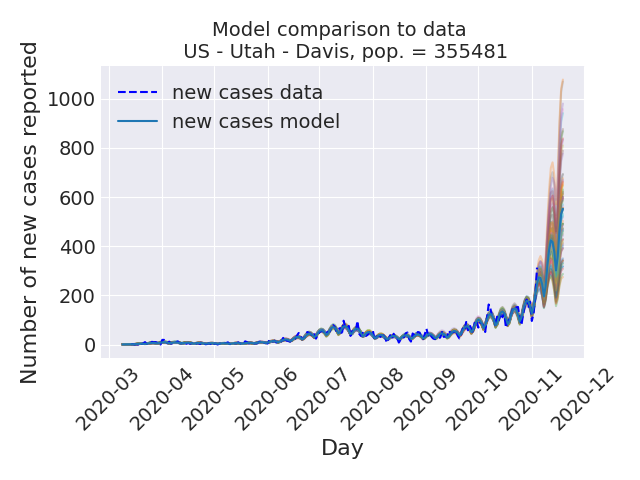 Model comparison to data
US - Utah - Davis, pop. = 355481
Number of new cases reported
new cases data
new cases model
1000
800
600
400
200
0
2020-03
2020-04
2020-05
2020-06
2020-07
2020-08
2020-09
2020-10
2020-11
2020-12
Day